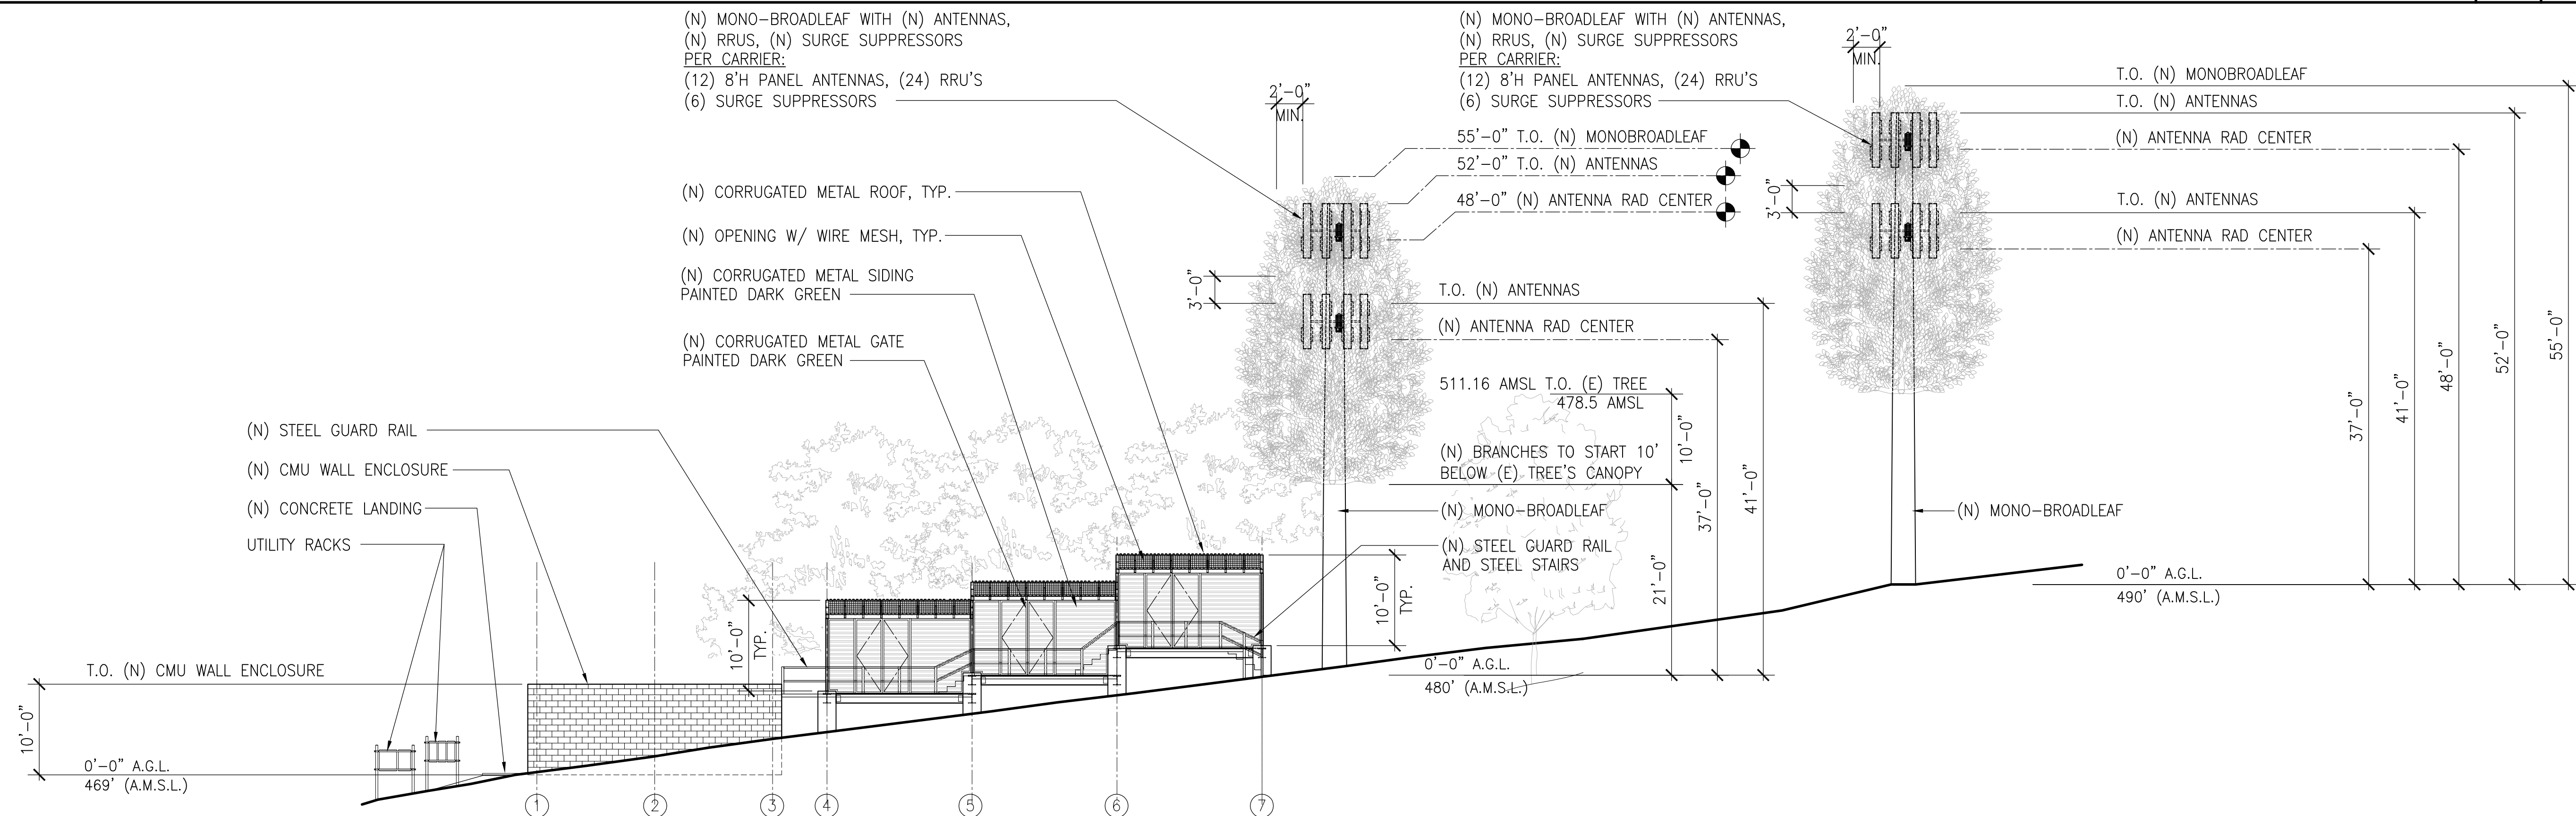 (N) MONO-BROADLEAF WITH (N) ANTENNAS,
(N) RRUS, (N) SURGE SUPPRESSORS
PER CARRIER:
(12) 8'H PANEL ANTENNAS, (24) RRU'S
(6) SURGE SUPPRESSORS
(N) CORRUGATED METAL ROOF, TYP.
(N) OPENING W/ WIRE MESH, TYP.
(N) CORRUGATED METAL SIDING
PAINTED DARK GREEN
(N) CORRUGATED METAL GATE
PAINTED DARK GREEN
(N) STEEL GUARD RAIL
(N) CMU WALL ENCLOSURE
(N) CONCRETE LANDING
UTILITY RACKS
T.O. (N) CMU WALL ENCLOSURE
10'-0"
0'-0" A.G.L.
469' (A.M.S.L.)
1
2
3
4
5
6
7
10'-0"
TYP.
10'-0"
TYP.
2'-0"
MIN.
3'-0"
(N) MONO-BROADLEAF WITH (N) ANTENNAS,
(N) RRUS, (N) SURGE SUPPRESSORS
PER CARRIER:
(12) 8'H PANEL ANTENNAS, (24) RRU'S
(6) SURGE SUPPRESSORS
55'-0" T.O. (N) MONOBROADLEAF
52'-0" T.O. (N) ANTENNAS
48'-0" (N) ANTENNA RAD CENTER
T.O. (N) ANTENNAS
(N) ANTENNA RAD CENTER
511.16 AMSL T.O. (E) TREE
478.5 AMSL
(N) BRANCHES TO START 10'
BELOW (E) TREE'S CANOPY
(N) MONO-BROADLEAF
(N) STEEL GUARD RAIL
AND STEEL STAIRS
0'-0" A.G.L.
480' (A.M.S.L.)
21'-0"
10'-0"
37'-0"
41'-0"
2'-0"
MIN.
3'-0"
T.O. (N) MONOBROADLEAF
T.O. (N) ANTENNAS
(N) ANTENNA RAD CENTER
T.O. (N) ANTENNAS
(N) ANTENNA RAD CENTER
(N) MONO-BROADLEAF
0'-0" A.G.L.
490' (A.M.S.L.)
37'-0"
41'-0"
48'-0"
52'-0"
55'-0"